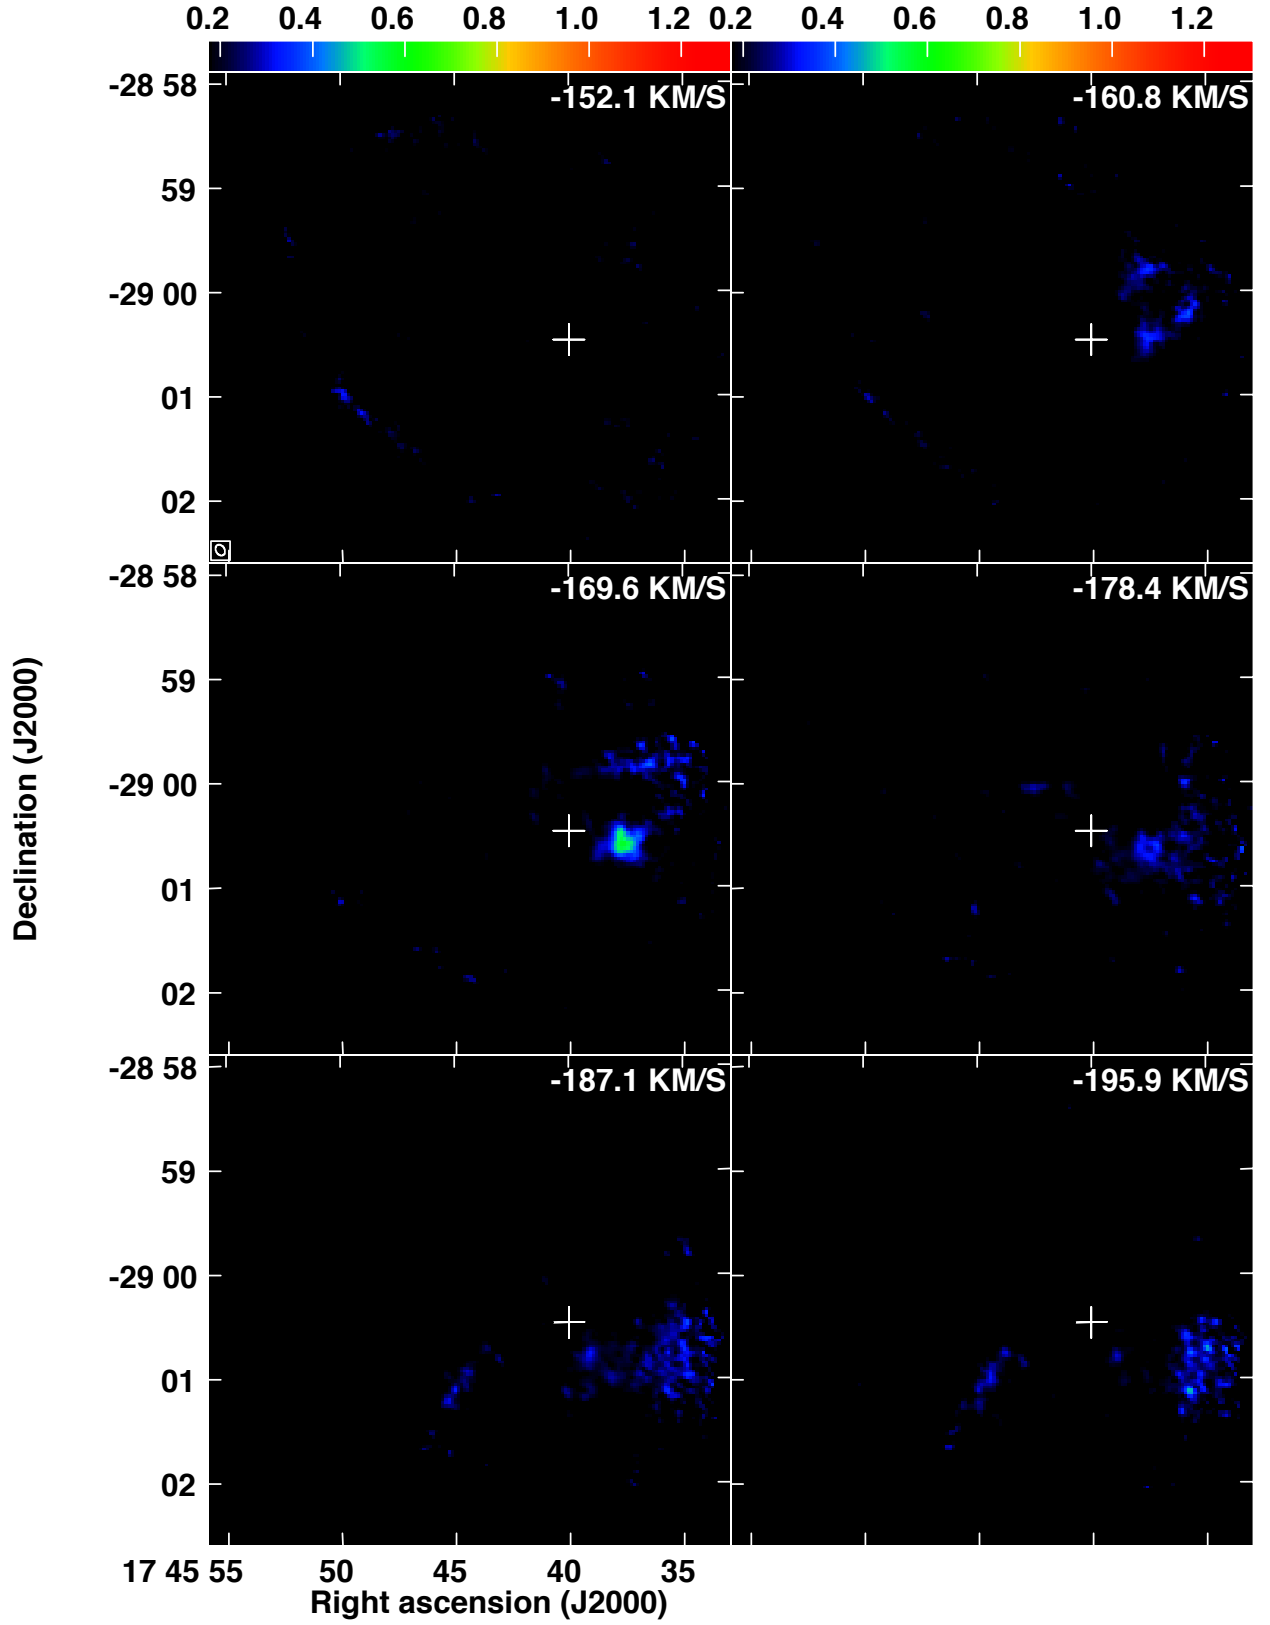 0.2 0.4 0.6 0.8 1.0 1.2 0.2 0.4 0.6 0.8 1.0 1.2
-28 58
-152.1 KM/S
-160.8 KM/S
59
-29 00
01
02
-28 58
-169.6 KM/S
-178.4 KM/S
59
-29 00
01
02
Declination (J2000)
-28 58
-187.1 KM/S
-195.9 KM/S
59
-29 00
01
02
17 45 55 50 45 40 35
Right ascension (J2000)